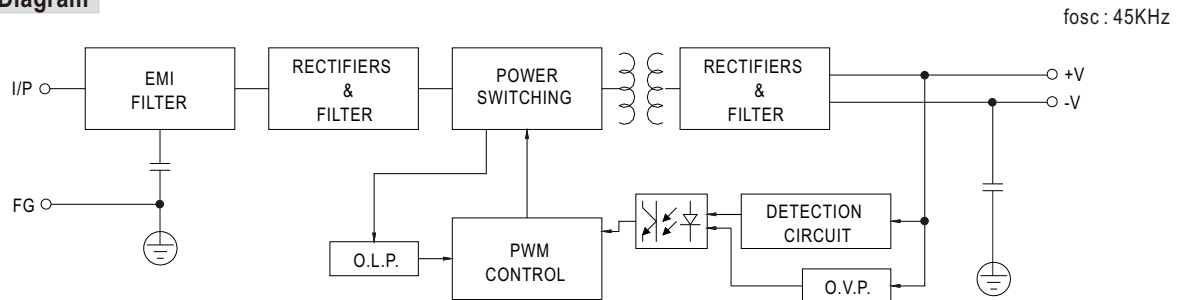 Diagram
fosc : 45KHz
I/P
EMI
FILTER
RECTIFIERS
&
FILTER
POWER
SWITCHING
RECTIFIERS
&
FILTER
+V
-V
FG
O.L.P.
PWM
CONTROL
DETECTION
CIRCUIT
O.V.P.